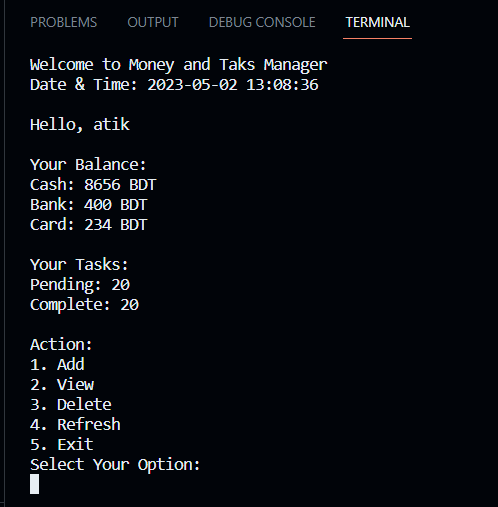 PROBLEMS OUTPUT DEBUG CONSOLE TERMINAL
Welcome to Money and Taks Manager
Date & Time: 2023-05-02 13:08:36
Hello, atik
Your Balance:
Cash: 8656 BDT
Bank: 400 BDT
Card: 234 BDT
Your Tasks:
Pending: 20
Complete: 20
Action:
1. Add
2. View
3. Delete
4. Refresh
5. Exit
Select Your Option: